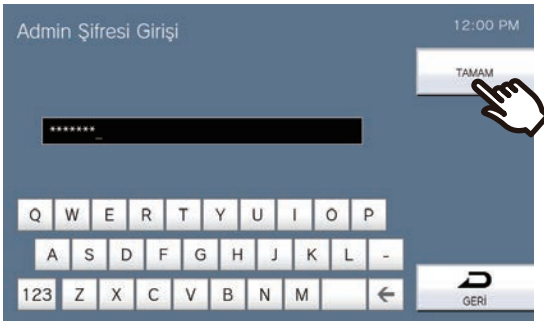 Admin Şifresi Girişi
12:00 PM
TAMAM
*******_
Q W E R T Y U I O P
A S D F G H J K L -
123 Z X C V B N M ←
GERİ